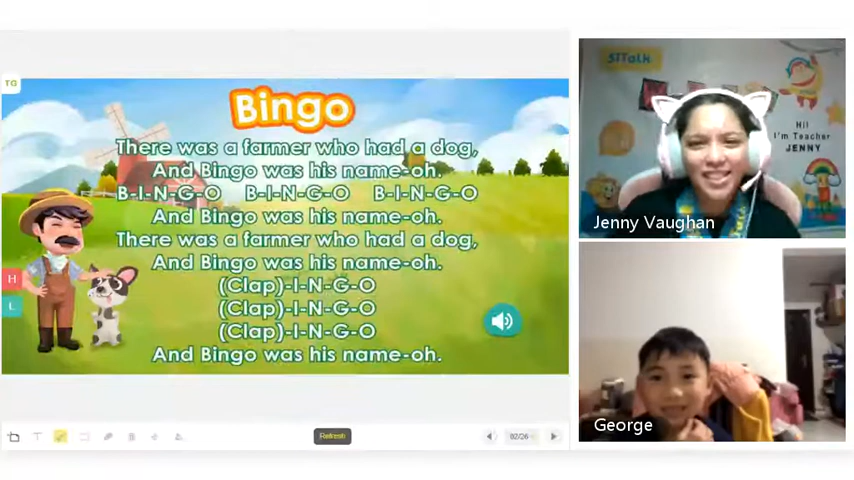 TG
Bingo
There was a farmer who had a dog,
And Bingo was his name-oh.
B-I-N-G-O B-I-N-G-O B-I-N-G-O
And Bingo was his name-oh.
There was a farmer who had a dog,
And Bingo was his name-oh.
(Clap)-I-N-G-O
(Clap)-I-N-G-O
(Clap)-I-N-G-O
And Bingo was his name-oh.
H
L
T
Refresh
02/26
51Talk
Hi!
I'm Teacher
JENNY
Jenny Vaughan
George